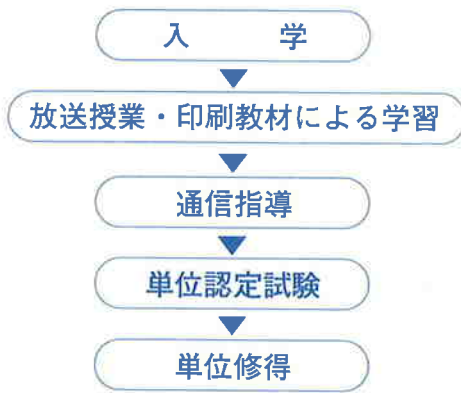 入　学
放送授業・印刷教材による学習
通信指導
単位認定試験
単位修得